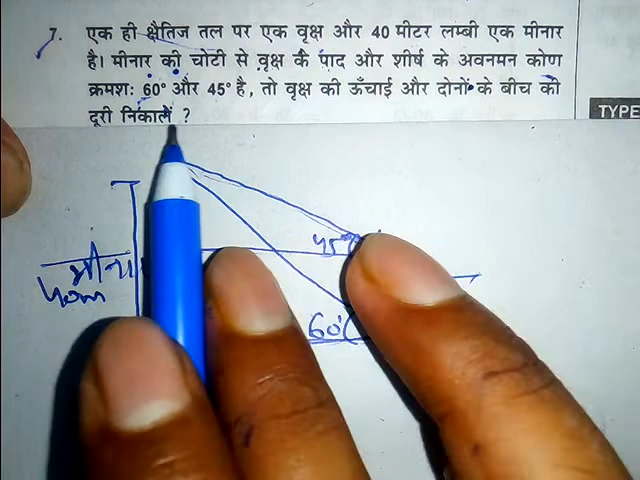 7. एक ही क्षैतिज तल पर एक वृक्ष और 40 मीटर लम्बी एक मीनार
है। मीनार की चोटी से वृक्ष के पाद और शीर्ष के अवनमन कोण
क्रमशः 60° और 45° है, तो वृक्ष की ऊँचाई और दोनों के बीच की
दूरी निकालें ?
TYPE
45°
मीना
40m
60°